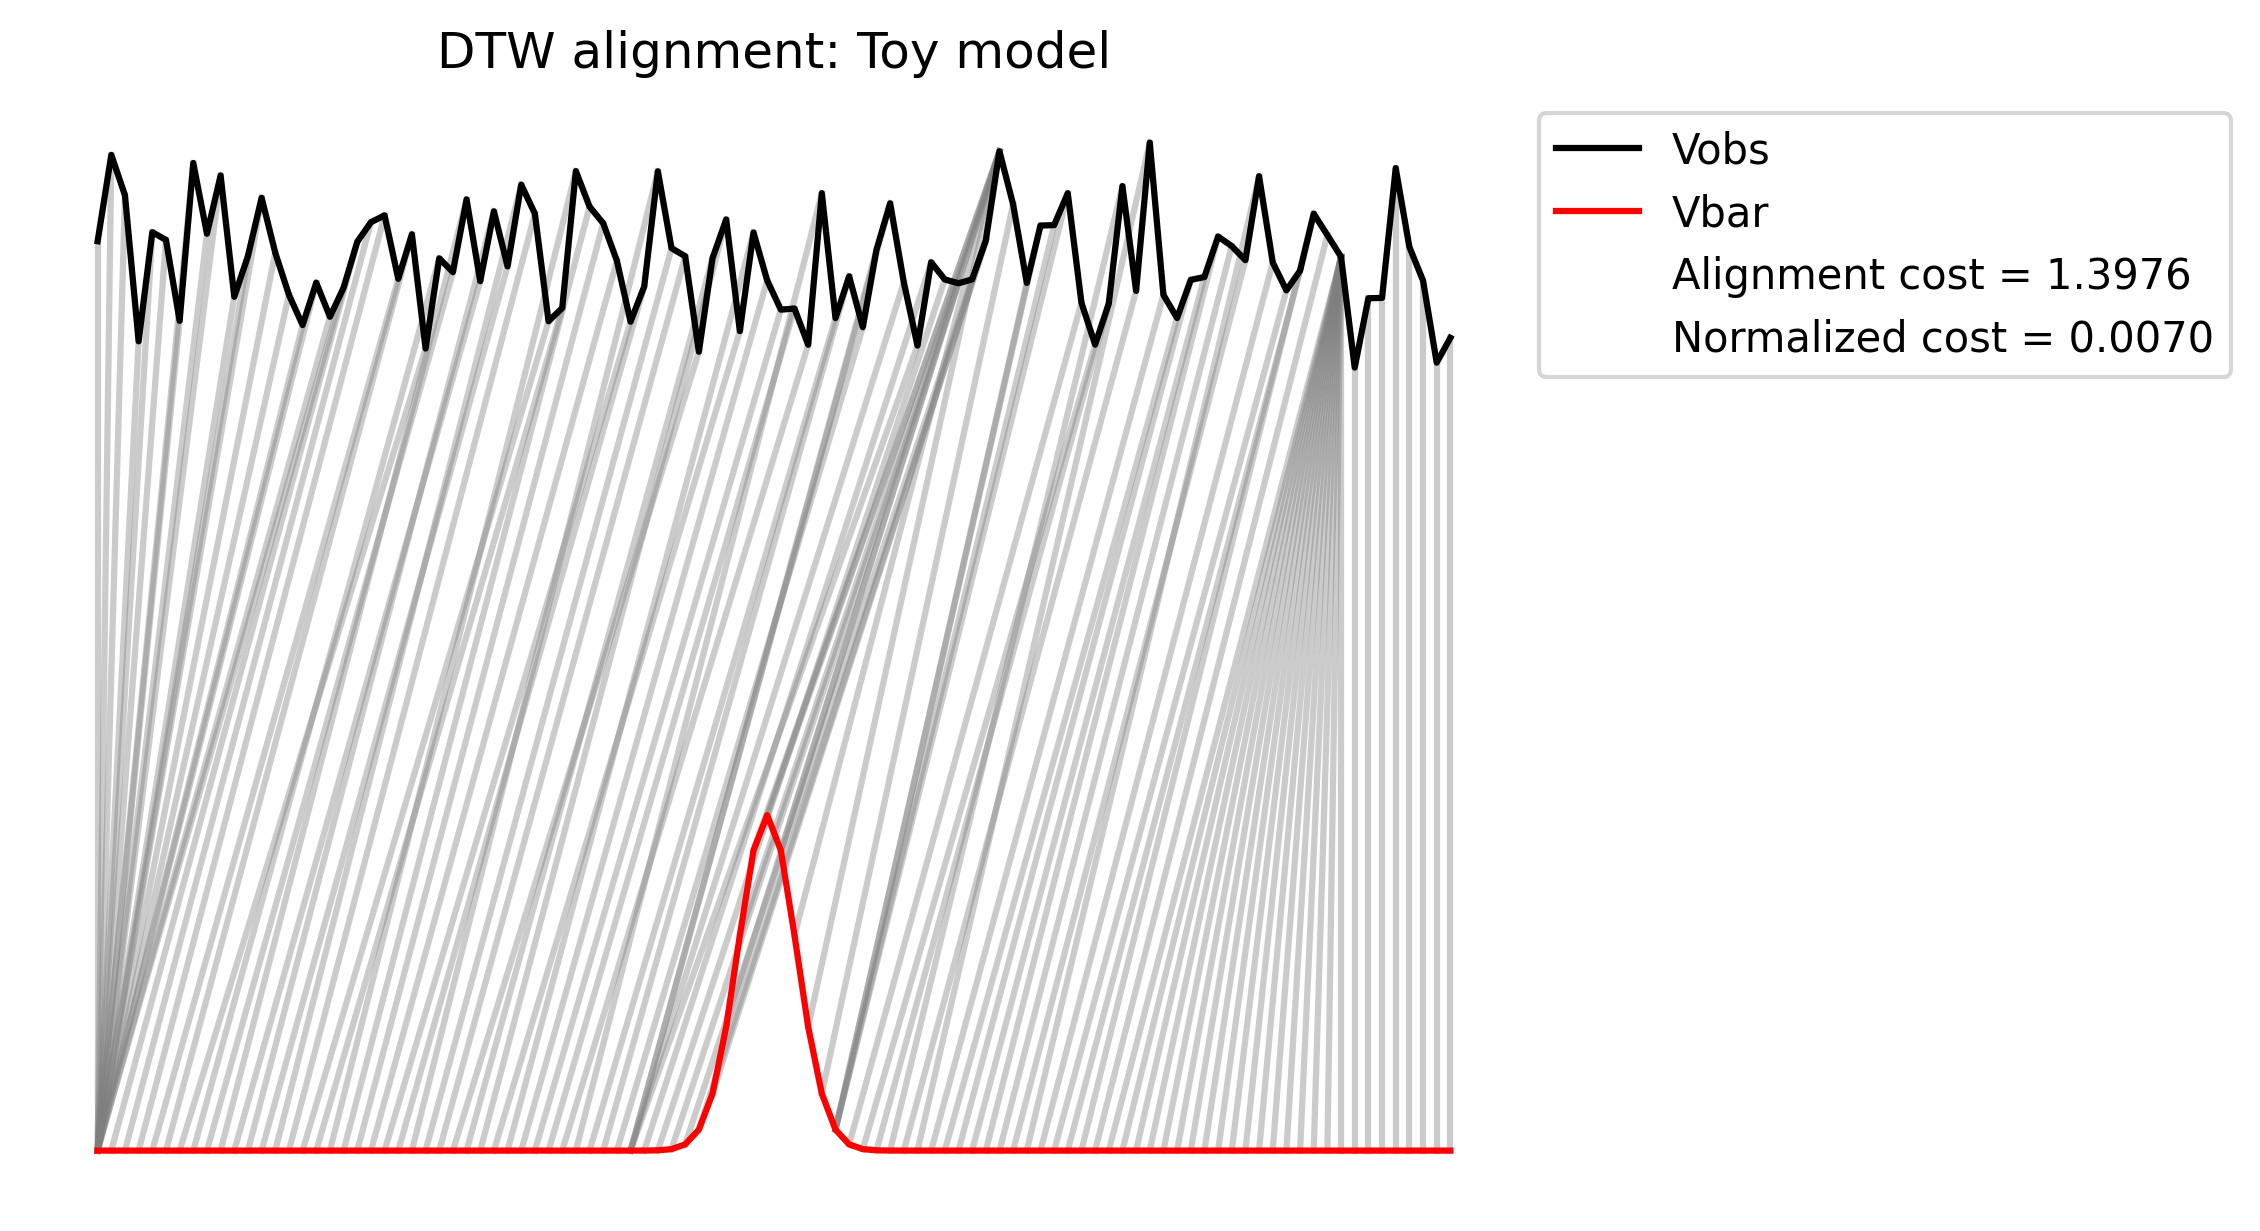 DTW alignment: Toy model
Vobs
Vbar
Alignment cost = 1.3976
Normalized cost = 0.0070